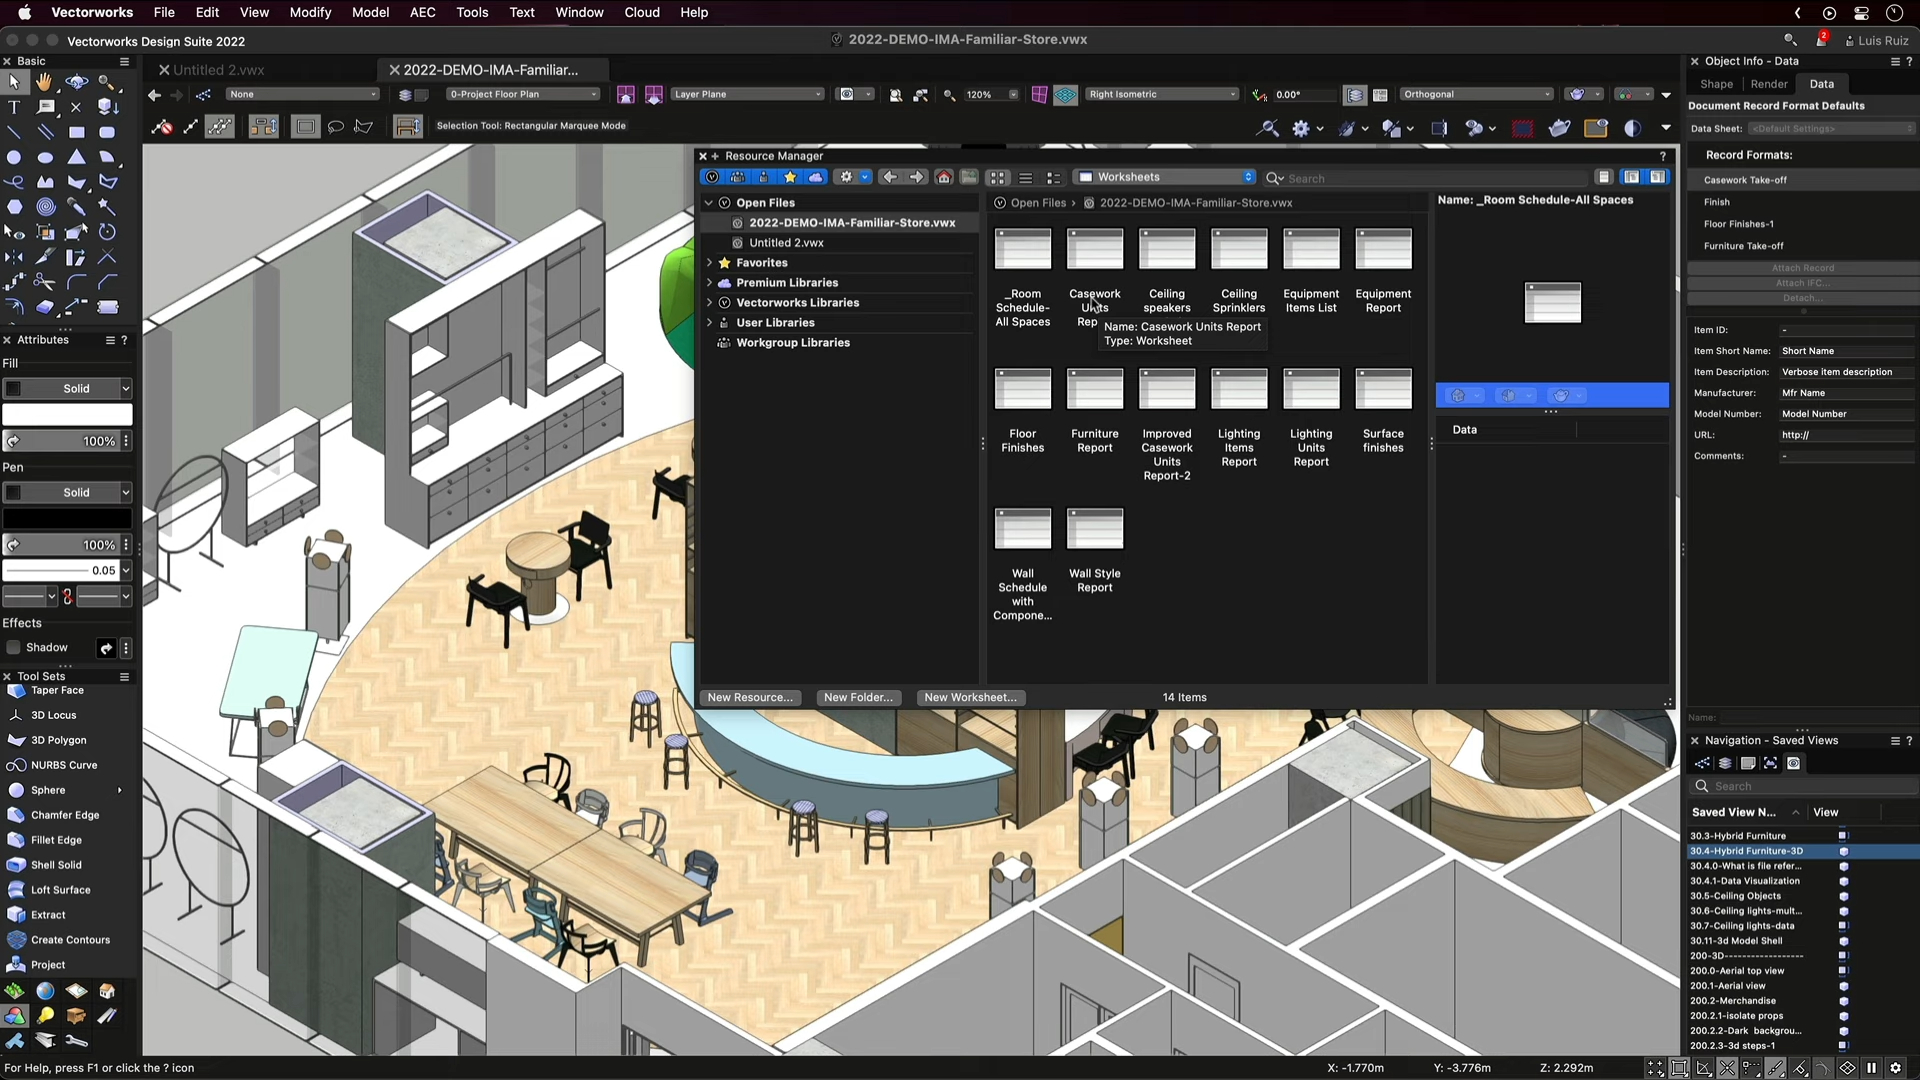 Vectorworks File Edit View Modify Model AEC Tools Text Window Cloud Help
Vectorworks Design Suite 2022
2022-DEMO-IMA-Familiar-Store.vwx
2
Luis Ruiz
Basic
Untitled 2.vwx
2022-DEMO-IMA-Familiar...
None
0-Project Floor Plan
Layer Plane
120%
Right Isometric
0.00°
Orthogonal
Selection Tool: Rectangular Marquee Mode
Attributes
Fill
Solid
100%
Pen
Solid
100%
0.05
Effects
Shadow
Tool Sets
Taper Face
3D Locus
3D Polygon
NURBS Curve
Sphere
Chamfer Edge
Fillet Edge
Shell Solid
Loft Surface
Extract
Create Contours
Project
Resource Manager
?
Worksheets
Search
Open Files
2022-DEMO-IMA-Familiar-Store.vwx
Untitled 2.vwx
Favorites
Premium Libraries
Vectorworks Libraries
User Libraries
Workgroup Libraries
Open Files › 2022-DEMO-IMA-Familiar-Store.vwx
_Room Schedule-All Spaces
Casework Units Rep
Ceiling speakers
Ceiling Sprinklers
Equipment Items List
Equipment Report
Name: Casework Units Report
Type: Worksheet
Floor Finishes
Furniture Report
Improved Casework Units Report-2
Lighting Items Report
Lighting Units Report
Surface finishes
Wall Schedule with Compone...
Wall Style Report
New Resource...
New Folder...
New Worksheet...
14 Items
Name: _Room Schedule-All Spaces
Data
Object Info - Data
?
Shape Render Data
Document Record Format Defaults
Data Sheet: <Default Settings>
Record Formats:
Casework Take-off
Finish
Floor Finishes-1
Furniture Take-off
Attach Record
Attach IFC...
Detach...
Item ID: -
Item Short Name: Short Name
Item Description: Verbose item description
Manufacturer: Mfr Name
Model Number: Model Number
URL: http://
Comments: -
Name:
Navigation - Saved Views
?
Search
Saved View N... View
30.3-Hybrid Furniture
30.4-Hybrid Furniture-3D
30.4.0-What is file refer...
30.4.1-Data Visualization
30.5-Ceiling Objects
30.6-Ceiling lights-mult...
30.7-Ceiling lights-data
30.11-3d Model Shell
200-3D------------------
200.0-Aerial top view
200.1-Aerial view
200.2-Merchandise
200.2.1-isolate props
200.2.2-Dark backgrou...
200.2.3-3d steps-1
For Help, press F1 or click the ? icon
X: -1.770m
Y: -3.776m
Z: 2.292m